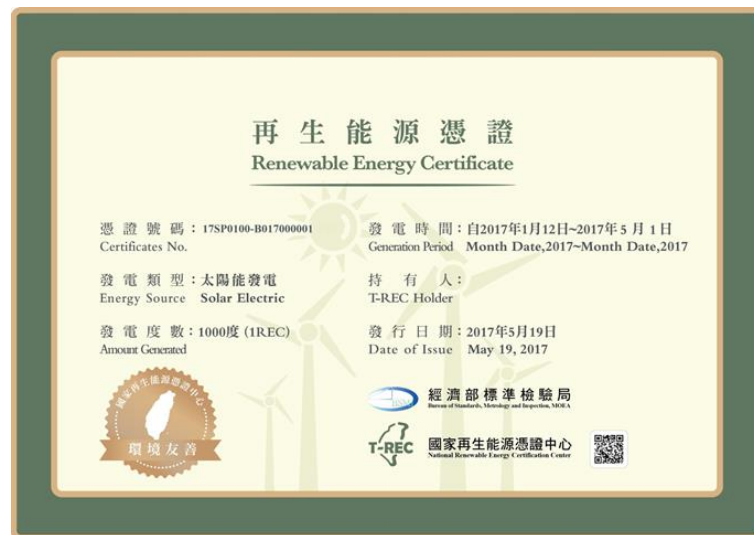 再生能源憑證
Renewable Energy Certificate
憑證號碼：17SP0100-B017000001
Certificates No.
發電時間：自2017年1月12日~2017年5月1日
Generation Period Month Date,2017~Month Date,2017
發電類型：太陽能發電
Energy Source Solar Electric
持有人：
T-REC Holder
發電度數：1000度 (1REC)
Amount Generated
發行日期：2017年5月19日
Date of Issue May 19, 2017
國家再生能源憑證中心
環境友善
經濟部標準檢驗局
Bureau of Standards, Metrology and Inspection, MOEA
T-REC
國家再生能源憑證中心
National Renewable Energy Certification Center